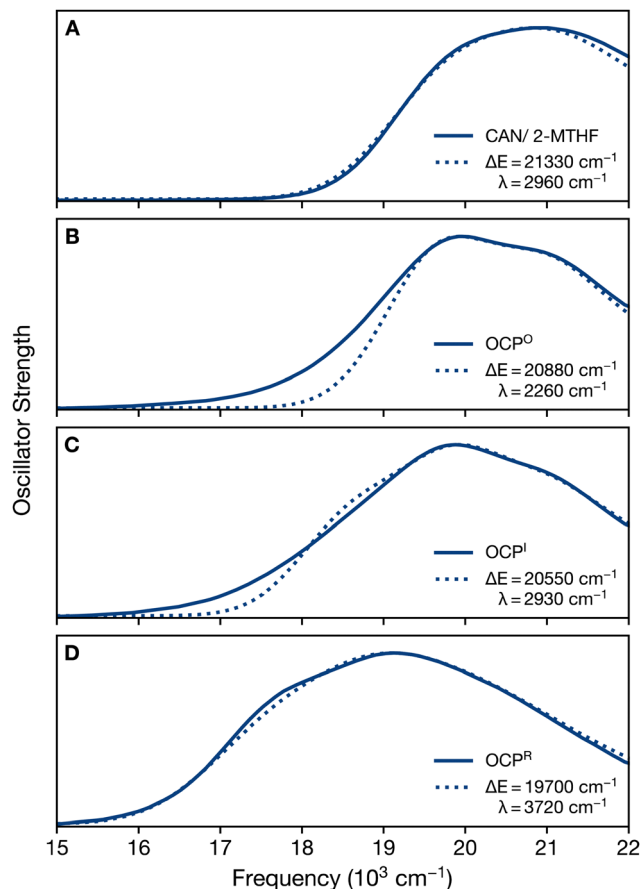 Oscillator Strength
A
CAN/ 2-MTHF
ΔE = 21330 cm⁻¹
λ = 2960 cm⁻¹
B
OCP^O
ΔE = 20880 cm⁻¹
λ = 2260 cm⁻¹
C
OCP^I
ΔE = 20550 cm⁻¹
λ = 2930 cm⁻¹
D
OCP^R
ΔE = 19700 cm⁻¹
λ = 3720 cm⁻¹
15 16 17 18 19 20 21 22
Frequency (10³ cm⁻¹)